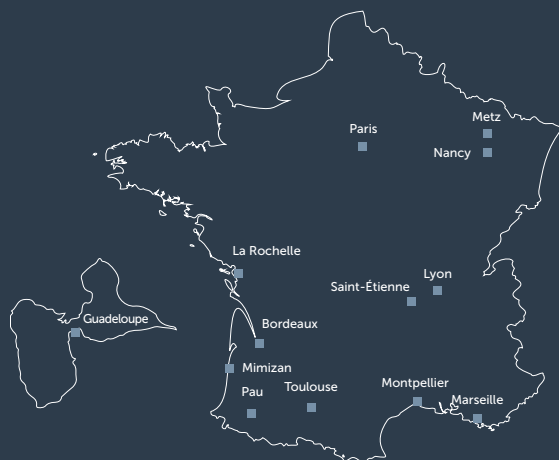 Metz
Paris
Nancy
La Rochelle
Lyon
Saint-Étienne
Guadeloupe
Bordeaux
Mimizan
Montpellier
Toulouse
Pau
Marseille